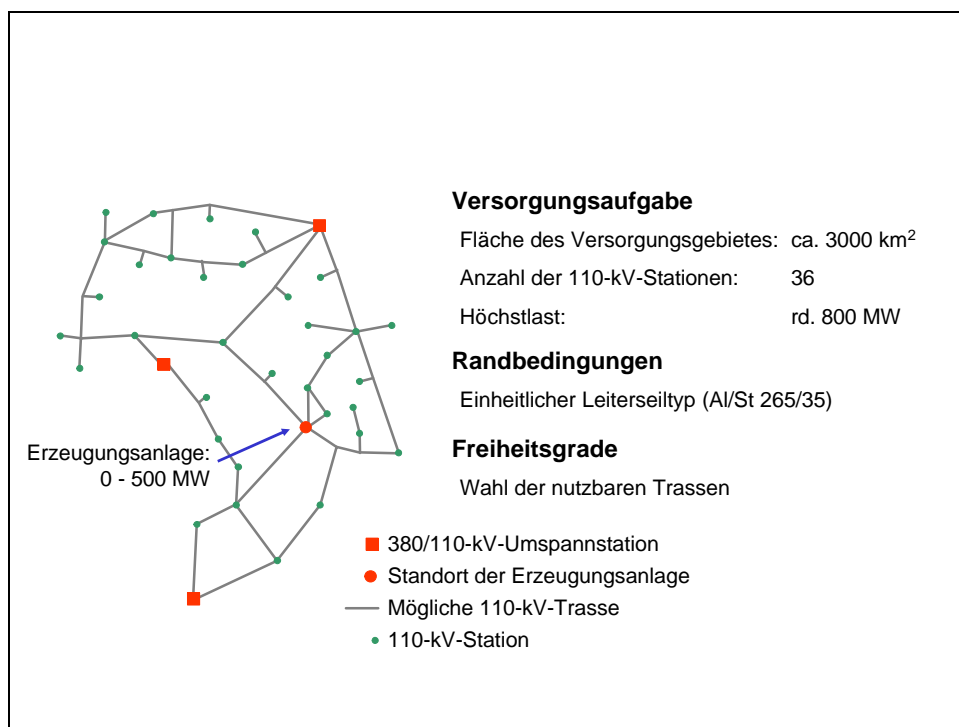 Versorgungsaufgabe
Fläche des Versorgungsgebietes: ca. 3000 km²
Anzahl der 110-kV-Stationen: 36
Höchstlast: rd. 800 MW
Randbedingungen
Einheitlicher Leiterseiltyp (Al/St 265/35)
Freiheitsgrade
Wahl der nutzbaren Trassen
Erzeugungsanlage:
0 - 500 MW
380/110-kV-Umspannstation
Standort der Erzeugungsanlage
Mögliche 110-kV-Trasse
110-kV-Station